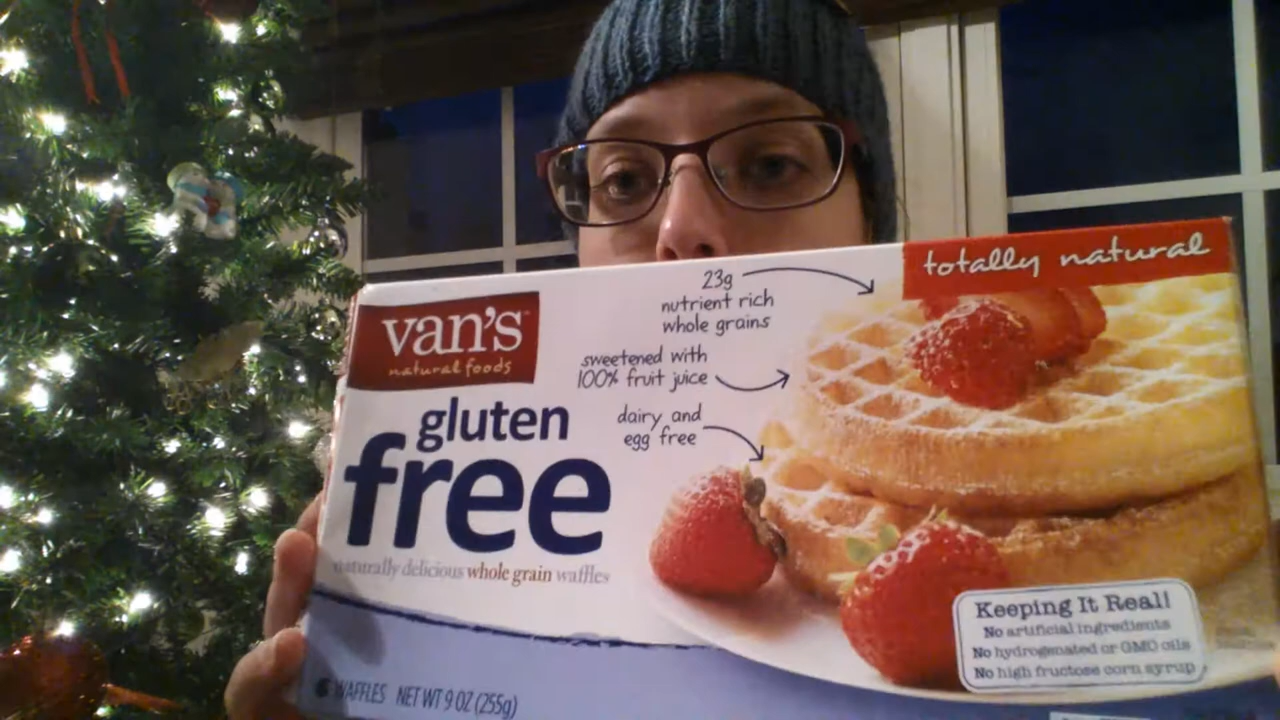 totally natural
van's
natural foods
gluten
free
naturally delicious whole grain waffles
23g
nutrient rich
whole grains
sweetened with
100% fruit juice
dairy and
egg free
Keeping It Real!
No artificial ingredients
No hydrogenated or GMO oils
No high fructose corn syrup
6 WAFFLES NET WT 9 OZ (255g)